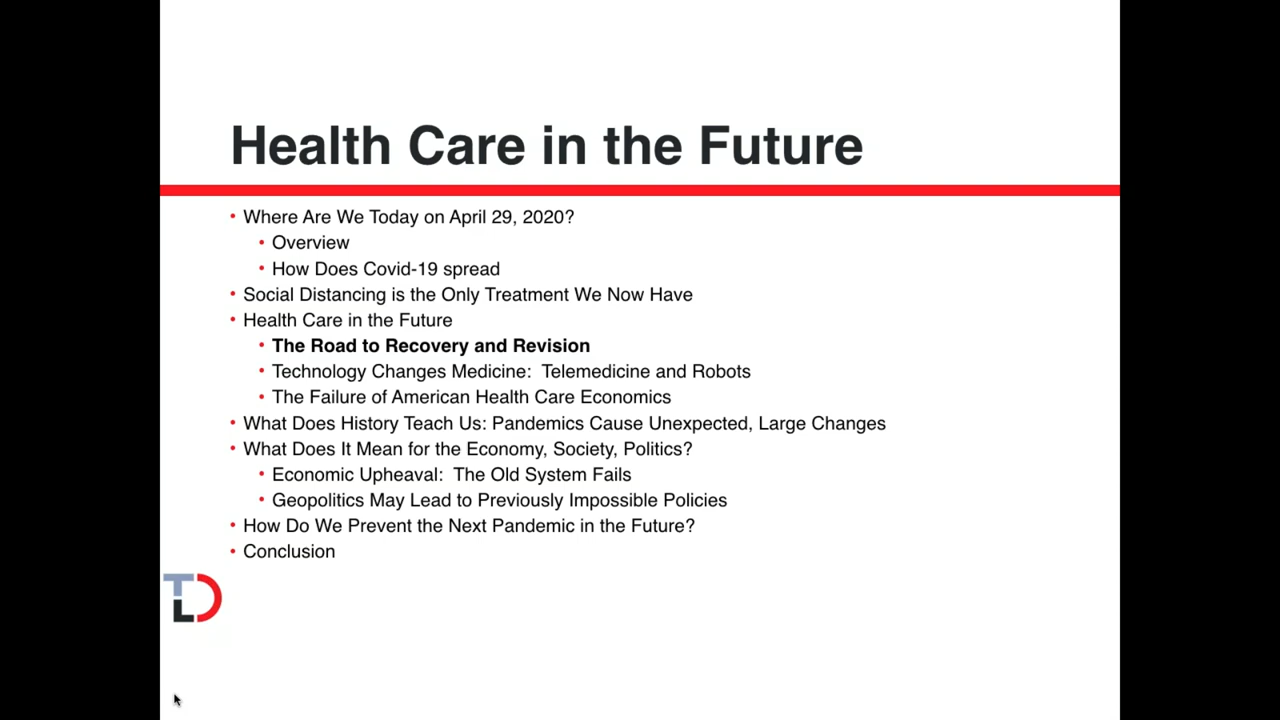 Health Care in the Future
• Where Are We Today on April 29, 2020?
• Overview
• How Does Covid-19 spread
• Social Distancing is the Only Treatment We Now Have
• Health Care in the Future
• The Road to Recovery and Revision
• Technology Changes Medicine:  Telemedicine and Robots
• The Failure of American Health Care Economics
• What Does History Teach Us: Pandemics Cause Unexpected, Large Changes
• What Does It Mean for the Economy, Society, Politics?
• Economic Upheaval:  The Old System Fails
• Geopolitics May Lead to Previously Impossible Policies
• How Do We Prevent the Next Pandemic in the Future?
• Conclusion
TLD